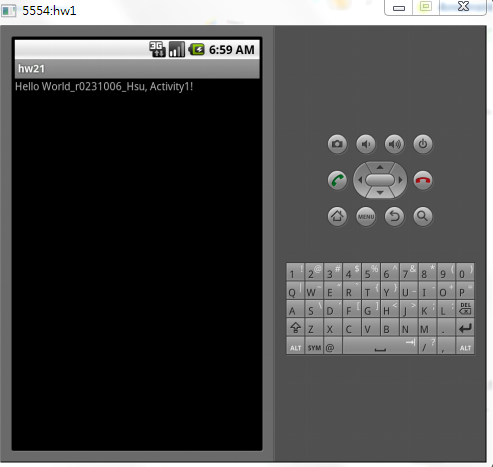 5554:hw1
3G 6:59 AM
hw21
Hello World_r0231006_Hsu, Activity1!
MENU
1 ! 2 @ 3 # 4 $ 5 % 6 ^ 7 & 8 * 9 ( 0 )
Q | W ~ E " R ` T { Y } U _ I - O + P =
A S \ D ' F [ G ] H < J > K ; L : DEL
Z X C V B N M .
ALT SYM @ / ? , ALT